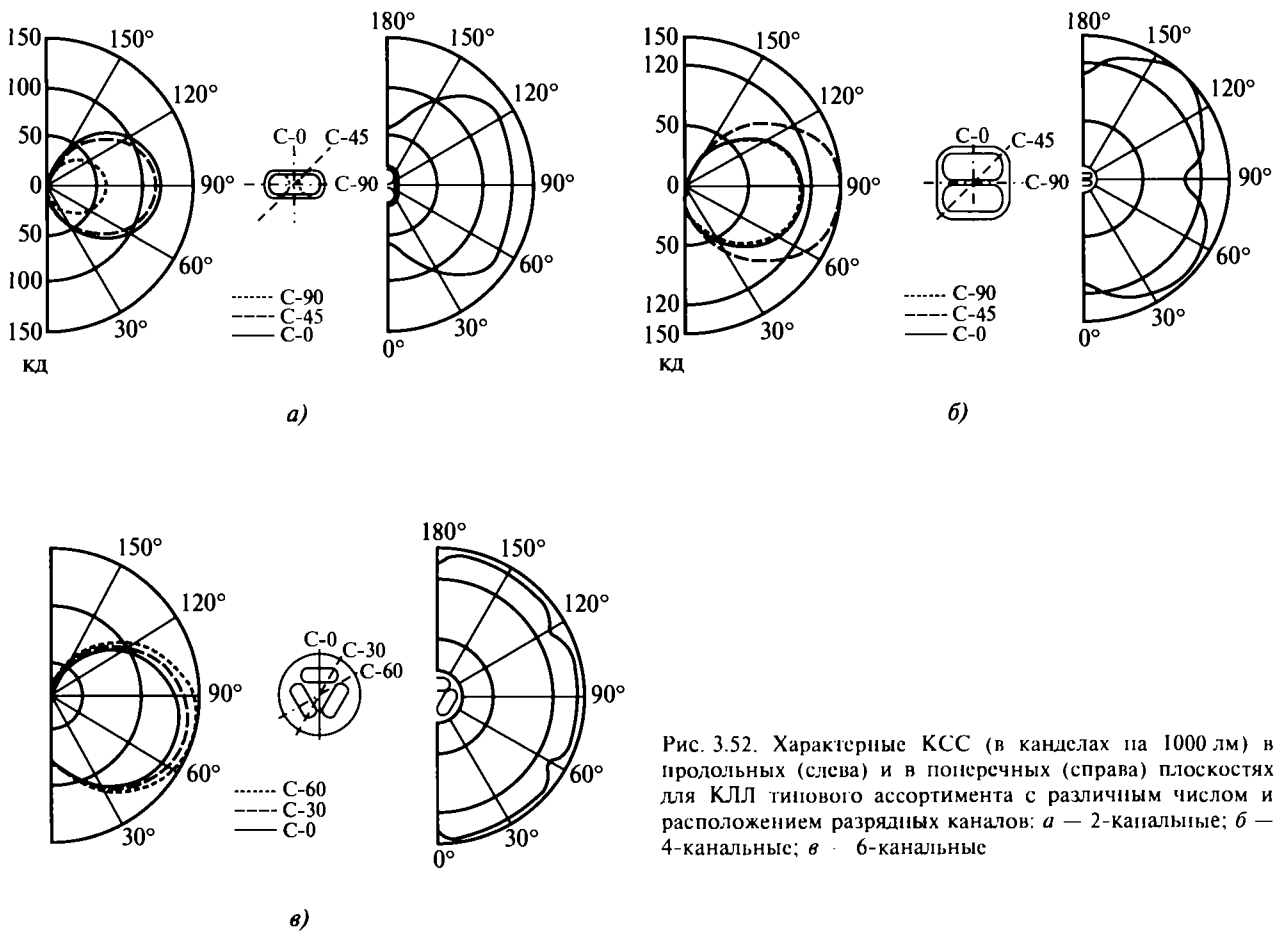 180°
150 150° 150°
100 120° 120°
50 С-0 С-45
0 90° С-90 90°
50
100 60° 60°
150 30° 30°
0°
кд
С-90
С-45
С-0
а)
180°
150 150° 150°
120 120° 120°
50 С-0 С-45
0 90° С-90 90°
50
120 60° 60°
150 30° 30°
0°
кд
С-90
С-45
С-0
б)
180°
150° 150°
120° 120°
С-0
С-30
С-60
90° 90°
60° 60°
30° 30°
0°
С-60
С-30
С-0
в)
Рис. 3.52. Характерные КСС (в канделах на 1000 лм) в
продольных (слева) и в поперечных (справа) плоскостях
для КЛЛ типового ассортимента с различным числом и
расположением разрядных каналов: а — 2-канальные; б —
4-канальные; в - 6-канальные